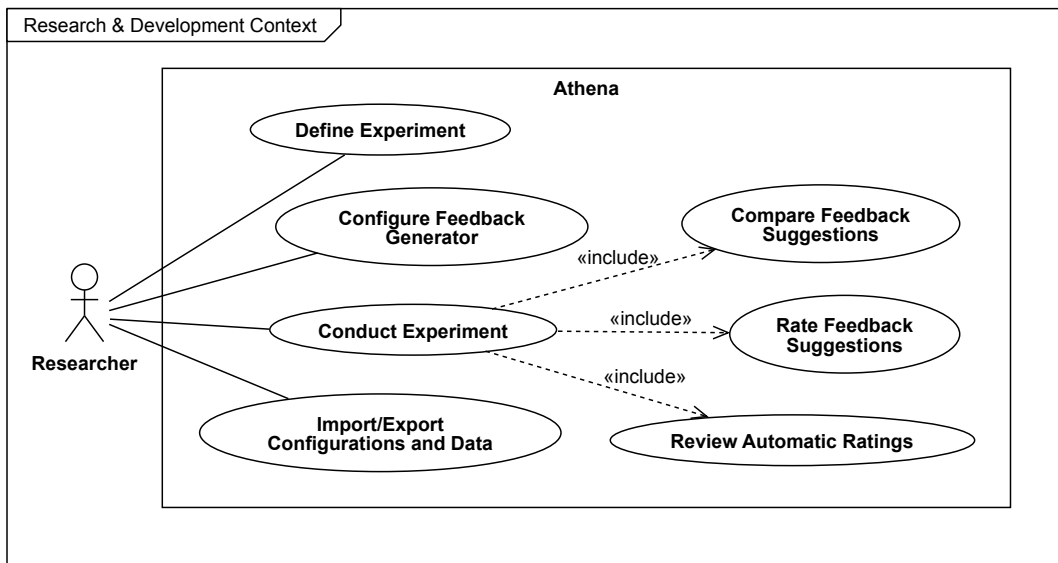 Research & Development Context
Athena
Define Experiment
Configure Feedback
Generator
Compare Feedback
Suggestions
«include»
Researcher
Conduct Experiment
«include»
Rate Feedback
Suggestions
«include»
Import/Export
Configurations and Data
Review Automatic Ratings